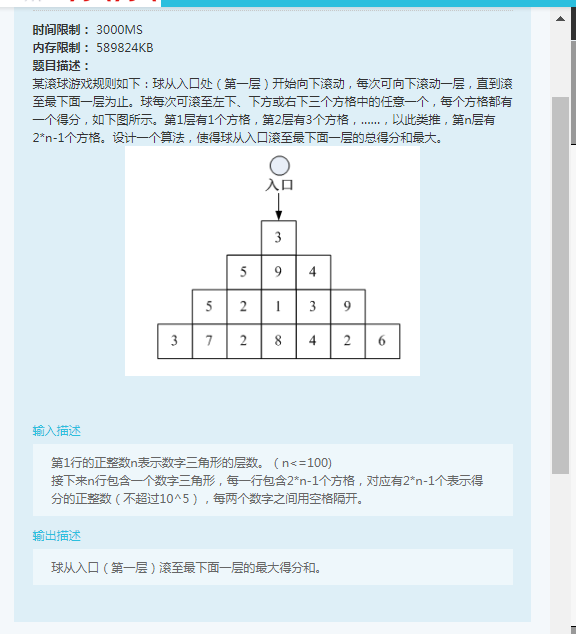 时间限制： 3000MS
内存限制： 589824KB
题目描述：
某滚球游戏规则如下：球从入口处（第一层）开始向下滚动，每次可向下滚动一层，直到滚
至最下面一层为止。球每次可滚至左下、下方或右下三个方格中的任意一个，每个方格都有
一个得分，如下图所示。第1层有1个方格，第2层有3个方格，……，以此类推，第n层有
2*n-1个方格。设计一个算法，使得球从入口滚至最下面一层的总得分和最大。
入口
3
5 9 4
5 2 1 3 9
3 7 2 8 4 2 6
输入描述
第1行的正整数n表示数字三角形的层数。（n<=100)
接下来n行包含一个数字三角形，每一行包含2*n-1个方格，对应有2*n-1个表示得
分的正整数（不超过10^5），每两个数字之间用空格隔开。
输出描述
球从入口（第一层）滚至最下面一层的最大得分和。